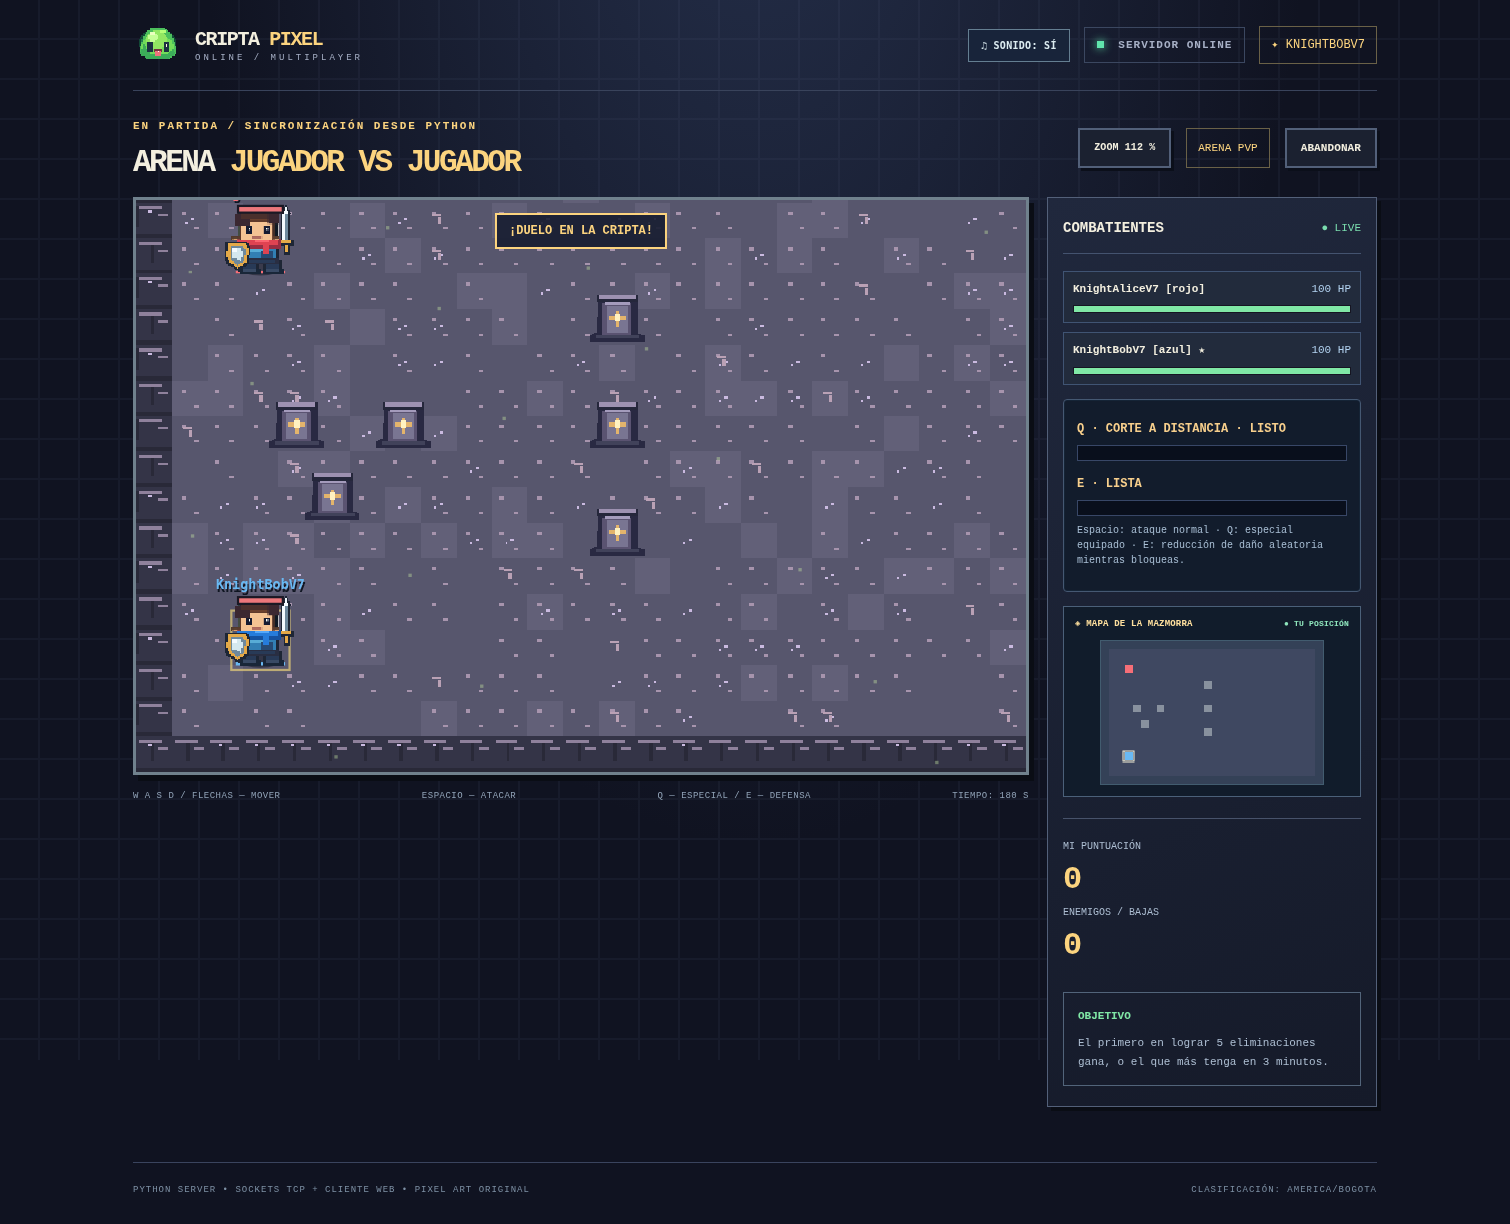 CRIPTA PIXEL
ONLINE / MULTIPLAYER
♫ SONIDO: SÍ
SERVIDOR ONLINE
✦ KNIGHTBOBV7
EN PARTIDA / SINCRONIZACIÓN DESDE PYTHON
ARENA JUGADOR VS JUGADOR
ZOOM 112 %
ARENA PVP
ABANDONAR
¡DUELO EN LA CRIPTA!
KnightBobV7
W A S D / FLECHAS — MOVER
ESPACIO — ATACAR
Q — ESPECIAL / E — DEFENSA
TIEMPO: 180 S
COMBATIENTES
● LIVE
KnightAliceV7 [rojo]
100 HP
KnightBobV7 [azul] ★
100 HP
Q · CORTE A DISTANCIA · LISTO
E · LISTA
Espacio: ataque normal · Q: especial
equipado · E: reducción de daño aleatoria
mientras bloqueas.
◈ MAPA DE LA MAZMORRA
● TU POSICIÓN
MI PUNTUACIÓN
0
ENEMIGOS / BAJAS
0
OBJETIVO
El primero en lograr 5 eliminaciones
gana, o el que más tenga en 3 minutos.
PYTHON SERVER • SOCKETS TCP + CLIENTE WEB • PIXEL ART ORIGINAL
CLASIFICACIÓN: AMERICA/BOGOTA